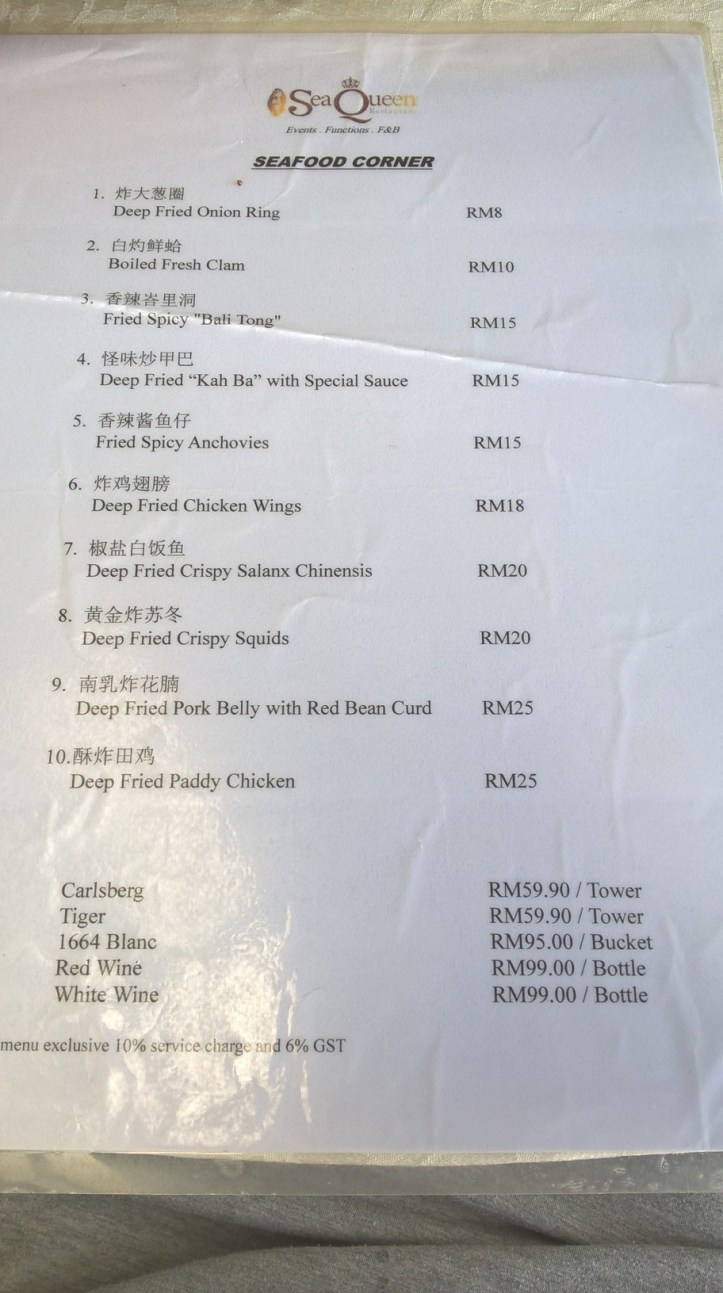 Sea Queen
Restaurant
Events . Functions . F&B
SEAFOOD CORNER
1. 炸大葱圈
Deep Fried Onion Ring RM8
2. 白灼鲜蛤
Boiled Fresh Clam RM10
3. 香辣峇里洞
Fried Spicy "Bali Tong" RM15
4. 怪味炒甲巴
Deep Fried “Kah Ba” with Special Sauce RM15
5. 香辣酱鱼仔
Fried Spicy Anchovies RM15
6. 炸鸡翅膀
Deep Fried Chicken Wings RM18
7. 椒盐白饭鱼
Deep Fried Crispy Salanx Chinensis RM20
8. 黄金炸苏冬
Deep Fried Crispy Squids RM20
9. 南乳炸花腩
Deep Fried Pork Belly with Red Bean Curd RM25
10.酥炸田鸡
Deep Fried Paddy Chicken RM25
Carlsberg RM59.90 / Tower
Tiger RM59.90 / Tower
1664 Blanc RM95.00 / Bucket
Red Wine RM99.00 / Bottle
White Wine RM99.00 / Bottle
menu exclusive 10% service charge and 6% GST